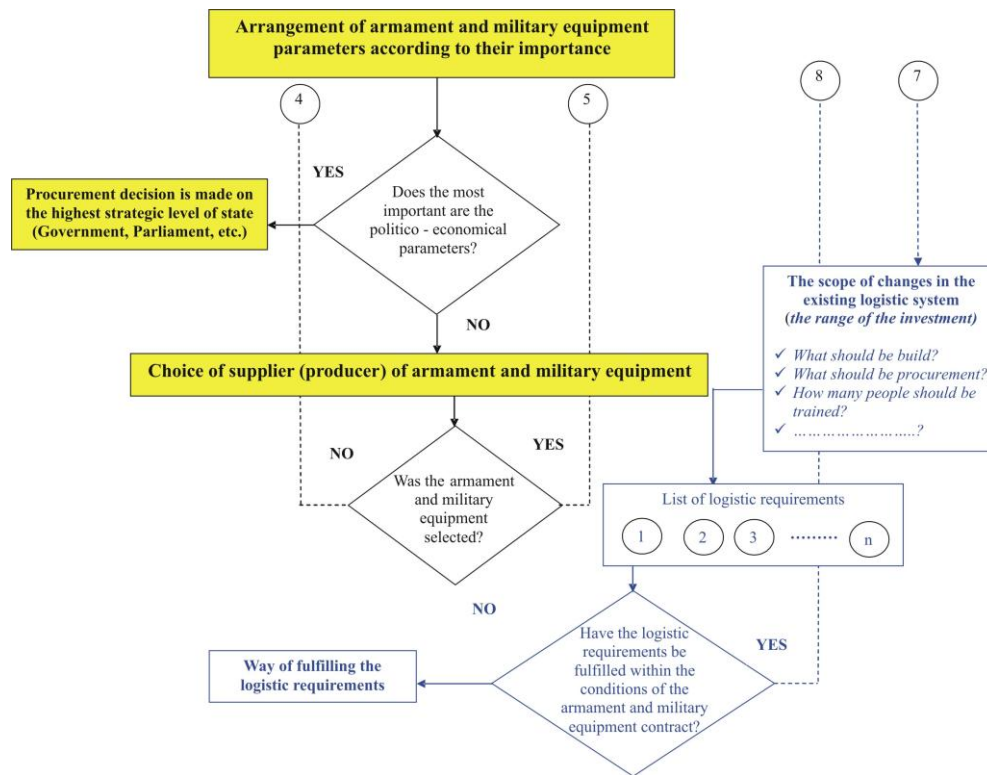 Arrangement of armament and military equipment
parameters according to their importance
4
5
8
7
YES
Does the most
important are the
politico - economical
parameters?
Procurement decision is made on
the highest strategic level of state
(Government, Parliament, etc.)
NO
The scope of changes in the
existing logistic system
(the range of the investment)
✓ What should be build?
✓ What should be procurement?
✓ How many people should be
trained?
✓ ……………………..?
Choice of supplier (producer) of armament and military equipment
NO
YES
Was the armament
and military
equipment
selected?
List of logistic requirements
1 2 3 ......... n
NO
YES
Have the logistic
requirements be
fulfilled within the
conditions of the
armament and military
equipment contract?
Way of fulfilling the
logistic requirements